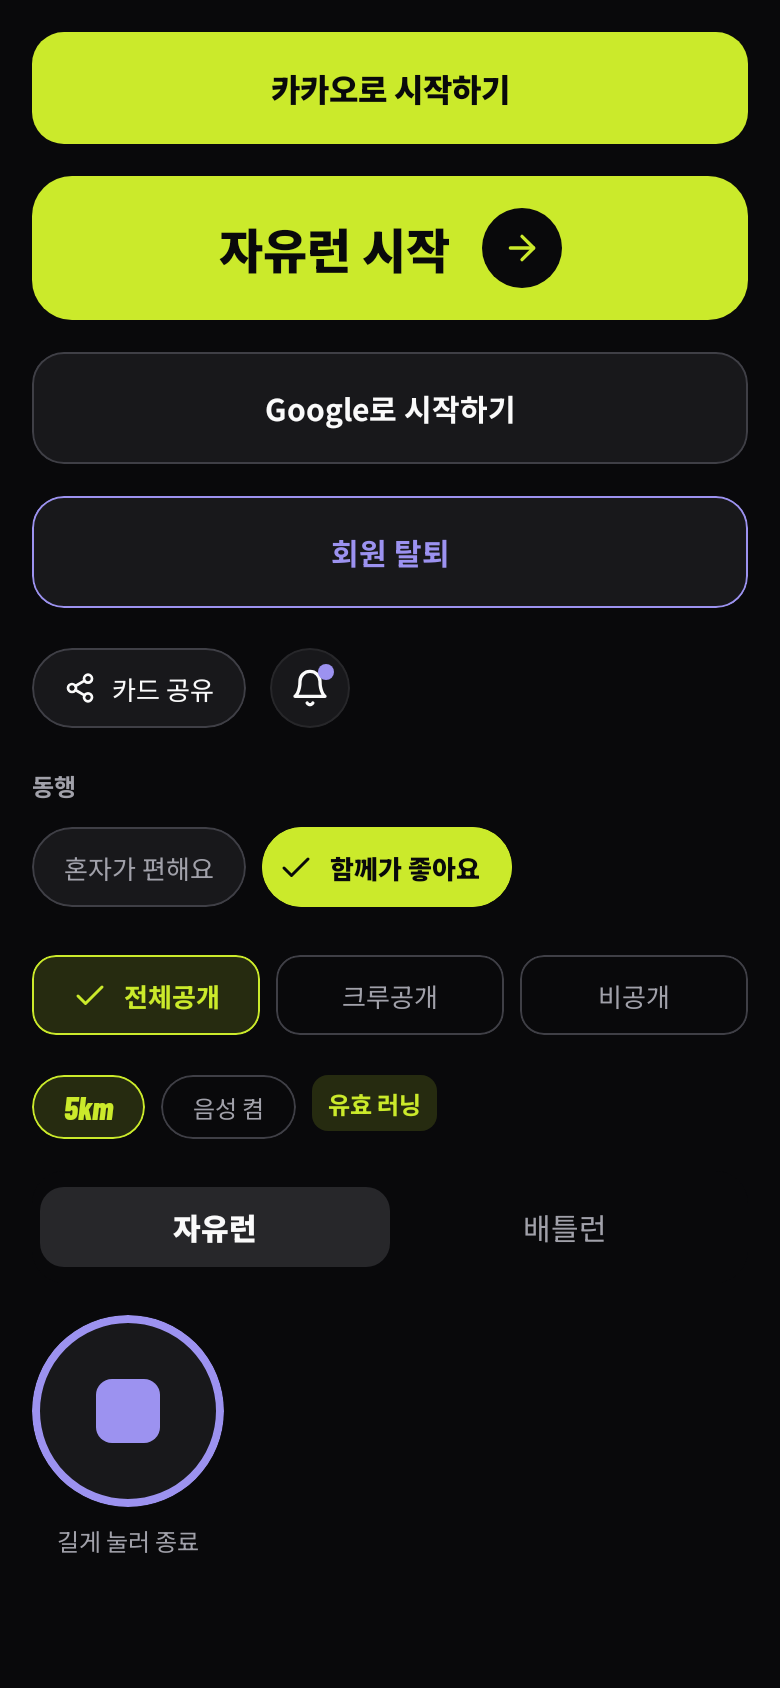 카카오로 시작하기
자유런 시작
Google로 시작하기
회원 탈퇴
카드 공유
동행
혼자가 편해요 함께가 좋아요
전체공개 크루공개 비공개
5km 음성 켬 유효 러닝
자유런 배틀런
길게 눌러 종료